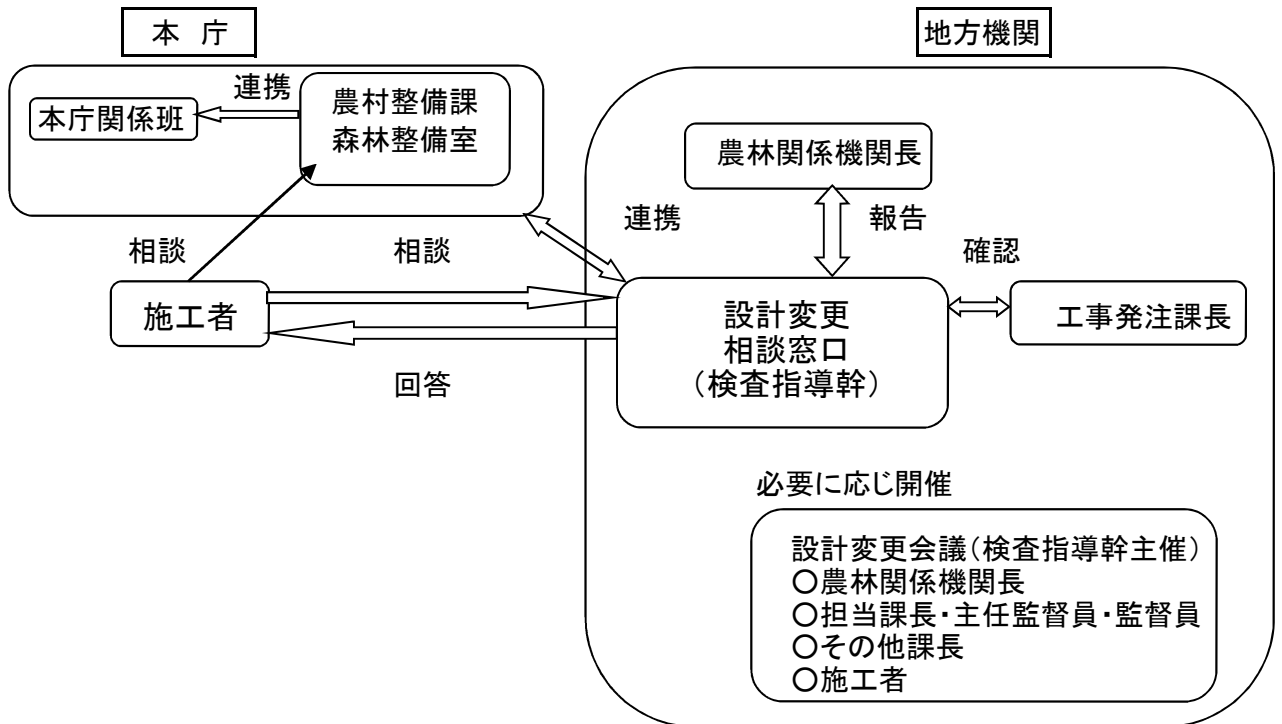 本 庁
地方機関
連携
本庁関係班
農村整備課
森林整備室
農林関係機関長
連携
報告
相談
相談
確認
施工者
設計変更
相談窓口
（検査指導幹）
工事発注課長
回答
必要に応じ開催
設計変更会議（検査指導幹主催）
○農林関係機関長
○担当課長・主任監督員・監督員
○その他課長
○施工者